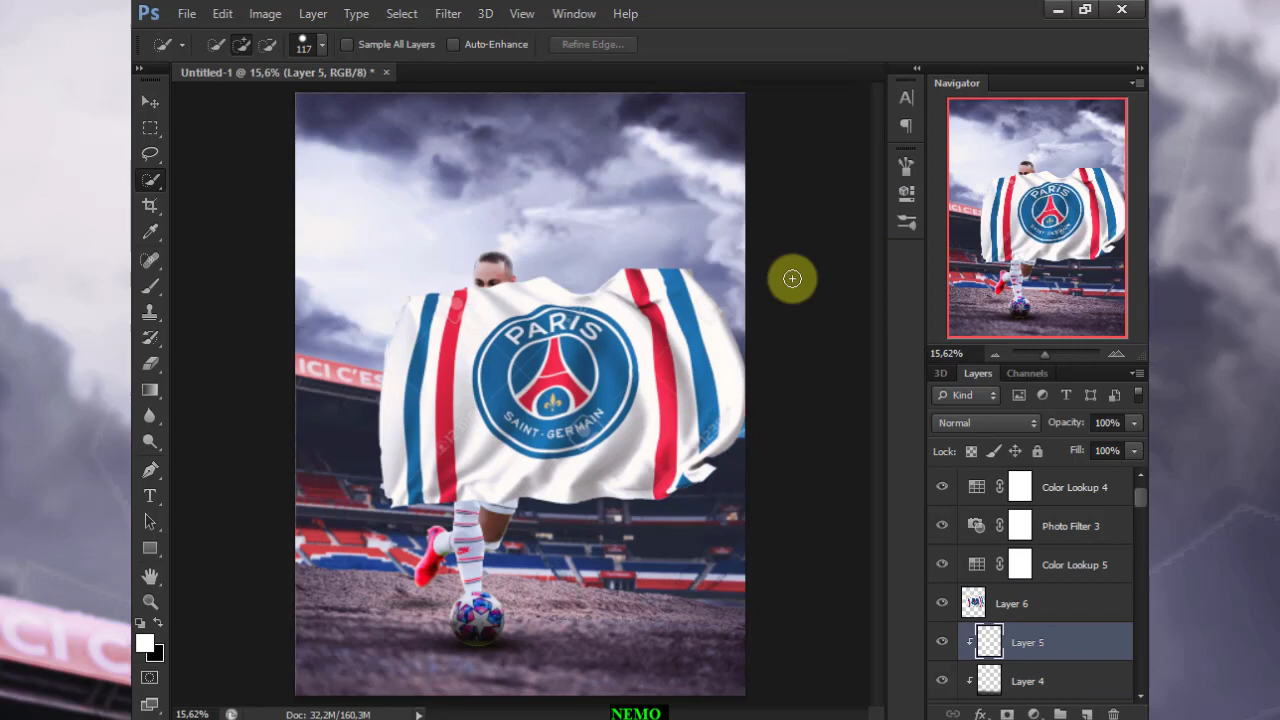 Ps File Edit Image Layer Type Select Filter 3D View Window Help
117 Sample All Layers Auto-Enhance Refine Edge...
Untitled-1 @ 15,6% (Layer 5, RGB/8) * ×
Navigator
PARIS
SAINT-GERMAIN
ICI C'ES
15,62%
3D Layers Channels
Kind
Normal Opacity: 100%
Lock: Fill: 100%
Color Lookup 4
Photo Filter 3
Color Lookup 5
Layer 6
Layer 5
Layer 4
15,62% Doc: 32,2M/160,3M
NEMO